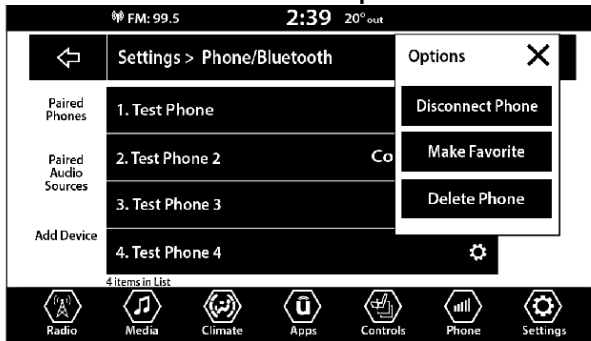 FM: 99.5 2:39 20° out
Settings > Phone/Bluetooth
Options
Paired
Phones
1. Test Phone
Disconnect Phone
Paired
Audio
Sources
2. Test Phone 2
Co
Make Favorite
3. Test Phone 3
Delete Phone
Add Device
4. Test Phone 4
4 items in List
ū
Radio Media Climate Apps Controls Phone Settings